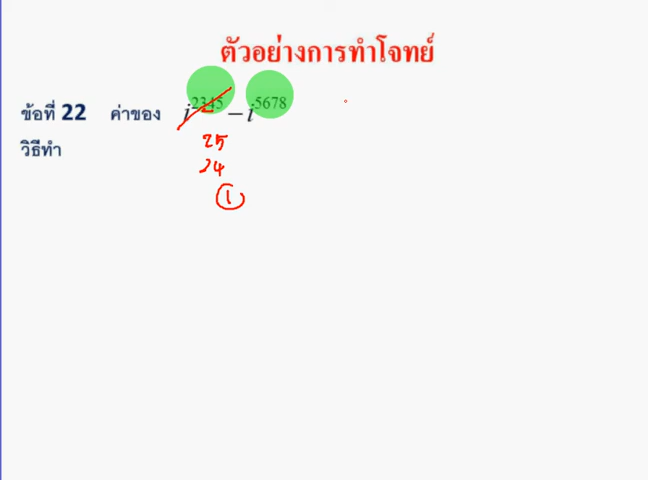 ตัวอย่างการทำโจทย์
ข้อที่ 22 ค่าของ i^2345 – i^5678
วิธีทำ
25
24
1